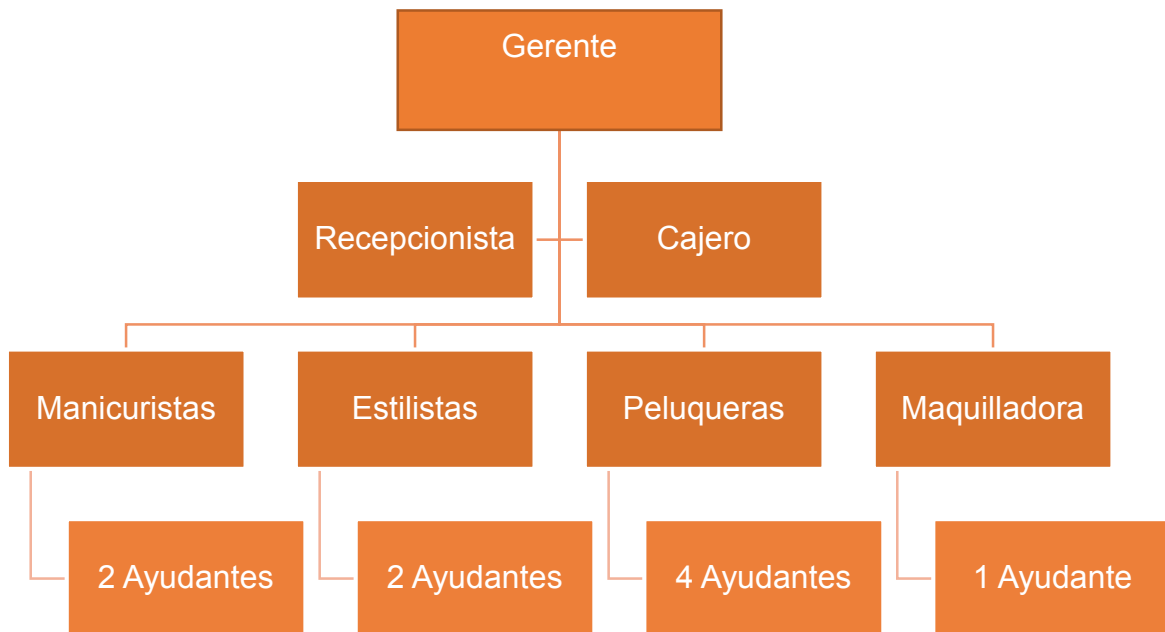 Gerente
Recepcionista
Cajero
Manicuristas
Estilistas
Peluqueras
Maquilladora
2 Ayudantes
2 Ayudantes
4 Ayudantes
1 Ayudante